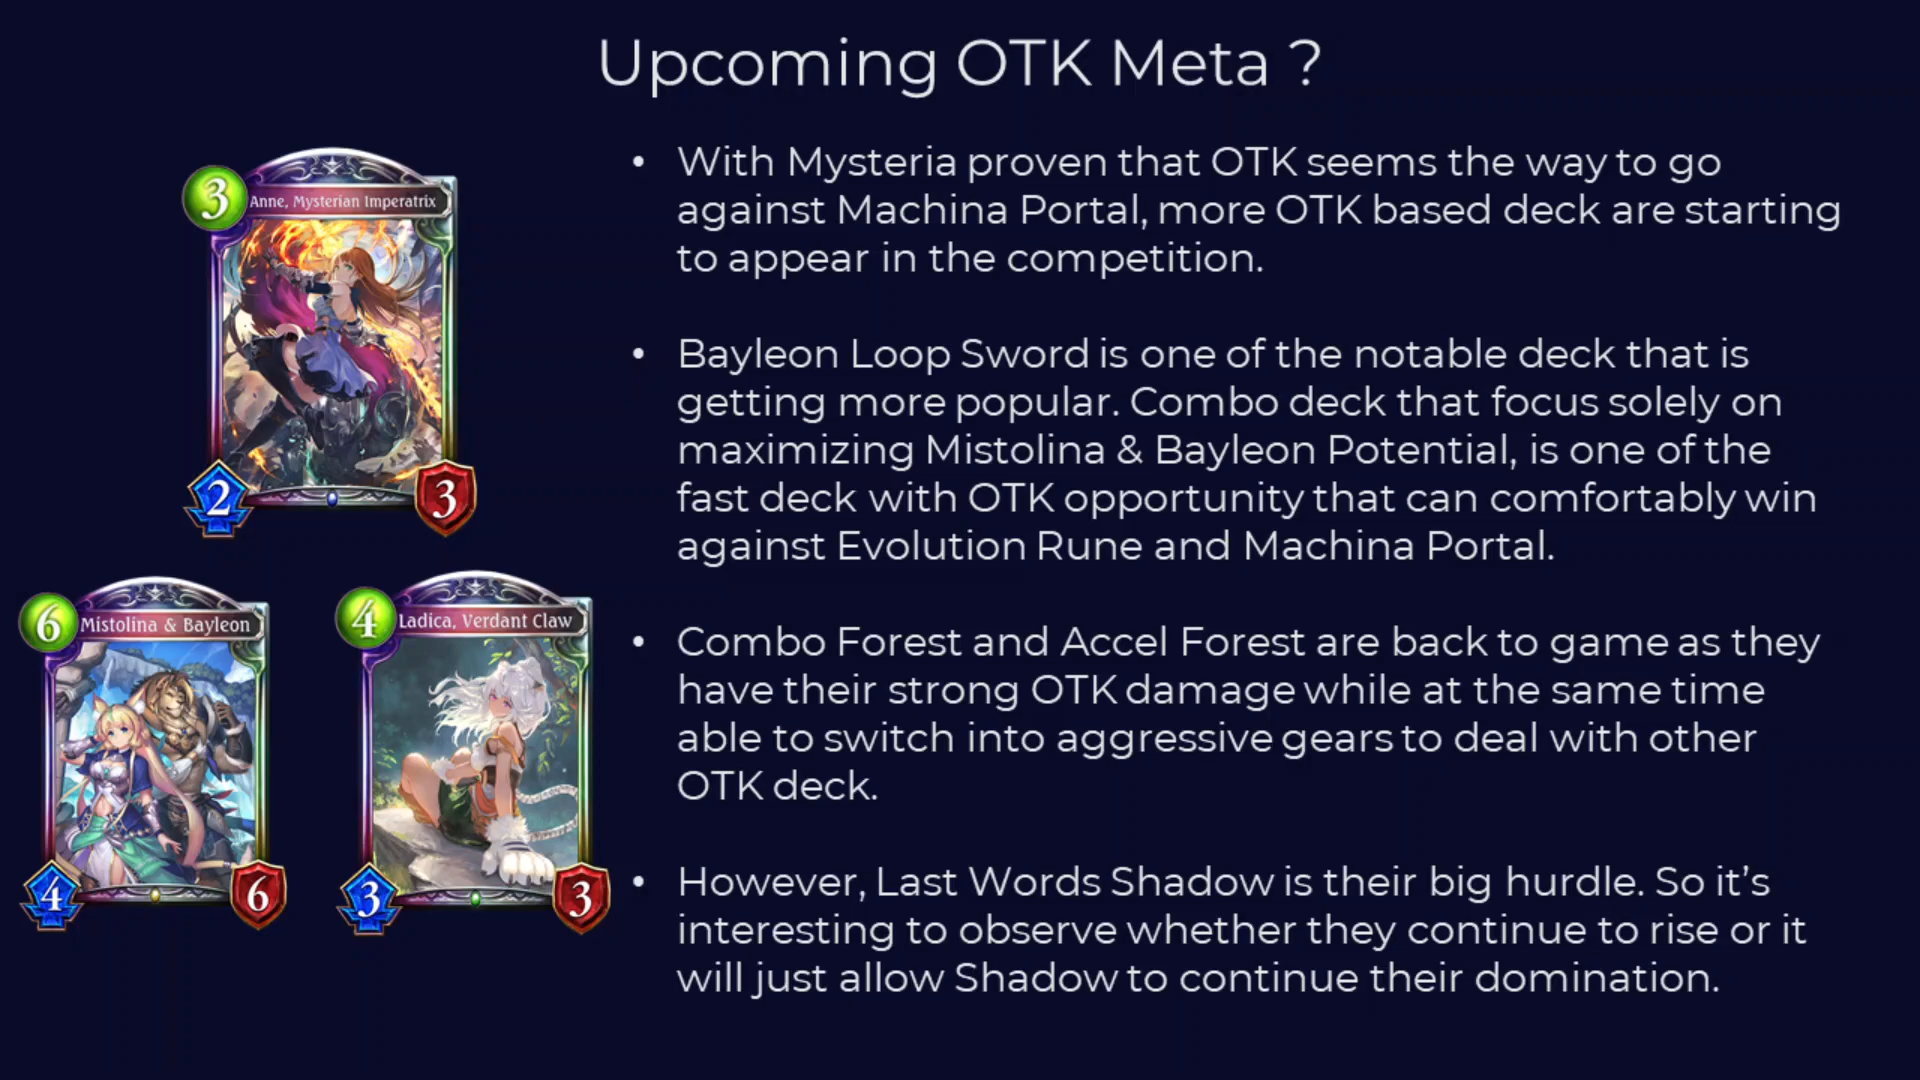 Upcoming OTK Meta ?
3
Anne, Mysterian Imperatrix
2
3
6
Mistolina & Bayleon
4
6
4
Ladica, Verdant Claw
3
3
• With Mysteria proven that OTK seems the way to go
against Machina Portal, more OTK based deck are starting
to appear in the competition.
• Bayleon Loop Sword is one of the notable deck that is
getting more popular. Combo deck that focus solely on
maximizing Mistolina & Bayleon Potential, is one of the
fast deck with OTK opportunity that can comfortably win
against Evolution Rune and Machina Portal.
• Combo Forest and Accel Forest are back to game as they
have their strong OTK damage while at the same time
able to switch into aggressive gears to deal with other
OTK deck.
• However, Last Words Shadow is their big hurdle. So it’s
interesting to observe whether they continue to rise or it
will just allow Shadow to continue their domination.